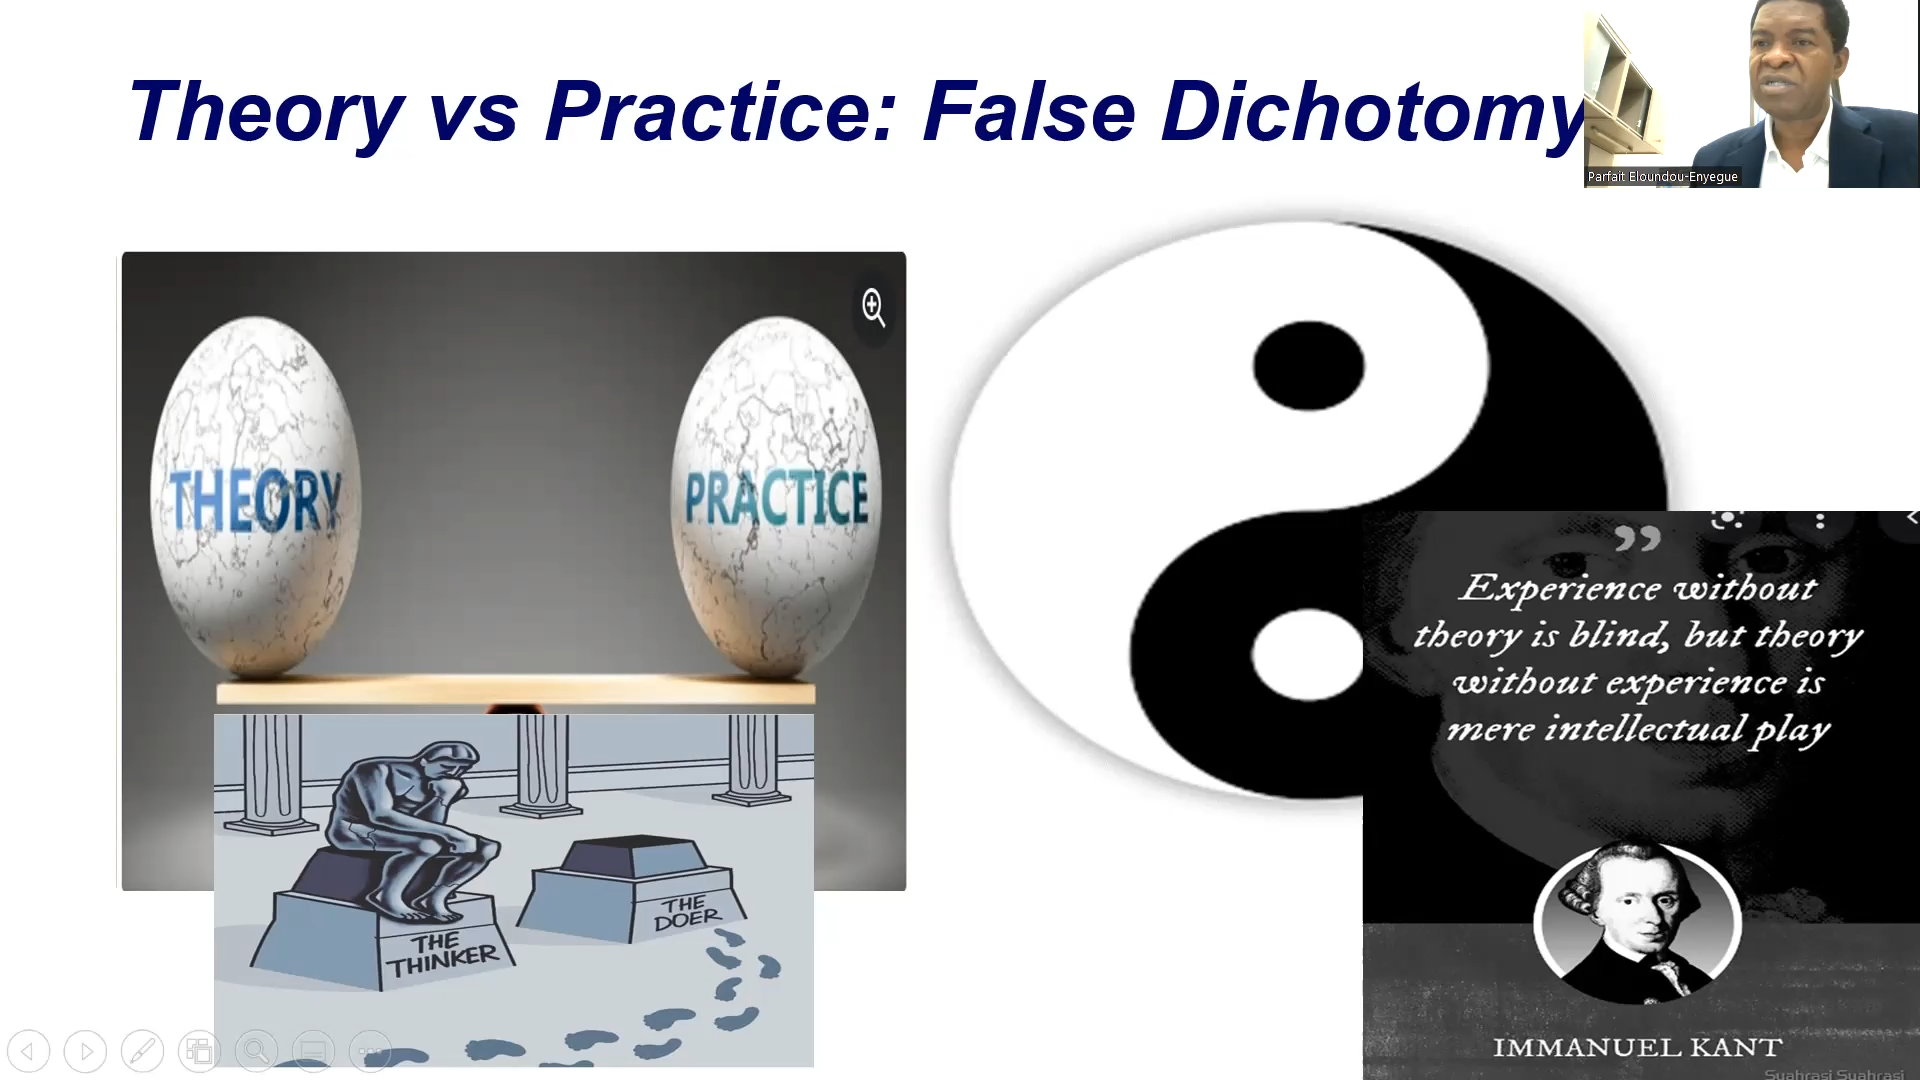 Theory vs Practice: False Dichotomy
Parfait Eloundou-Enyegue
THEORY
PRACTICE
”
Experience without
theory is blind, but theory
without experience is
mere intellectual play
THE
THINKER
THE
DOER
IMMANUEL KANT
Suahrasi Suahrasi